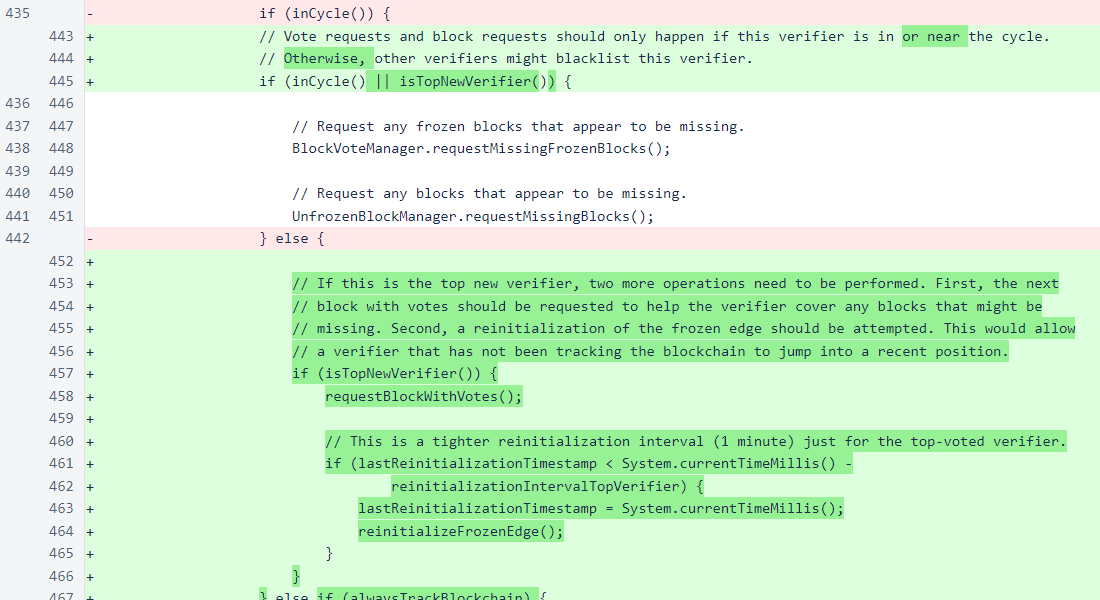 435 - if (inCycle()) {
443 + // Vote requests and block requests should only happen if this verifier is in or near the cycle.
444 + // Otherwise, other verifiers might blacklist this verifier.
445 + if (inCycle() || isTopNewVerifier()) {
436 446
437 447 // Request any frozen blocks that appear to be missing.
438 448 BlockVoteManager.requestMissingFrozenBlocks();
439 449
440 450 // Request any blocks that appear to be missing.
441 451 UnfrozenBlockManager.requestMissingBlocks();
442 - } else {
452 +
453 + // If this is the top new verifier, two more operations need to be performed. First, the next
454 + // block with votes should be requested to help the verifier cover any blocks that might be
455 + // missing. Second, a reinitialization of the frozen edge should be attempted. This would allow
456 + // a verifier that has not been tracking the blockchain to jump into a recent position.
457 + if (isTopNewVerifier()) {
458 + requestBlockWithVotes();
459 +
460 + // This is a tighter reinitialization interval (1 minute) just for the top-voted verifier.
461 + if (lastReinitializationTimestamp < System.currentTimeMillis() -
462 + reinitializationIntervalTopVerifier) {
463 + lastReinitializationTimestamp = System.currentTimeMillis();
464 + reinitializeFrozenEdge();
465 + }
466 + }
467 + } else if (alwaysTrackBlockchain) {